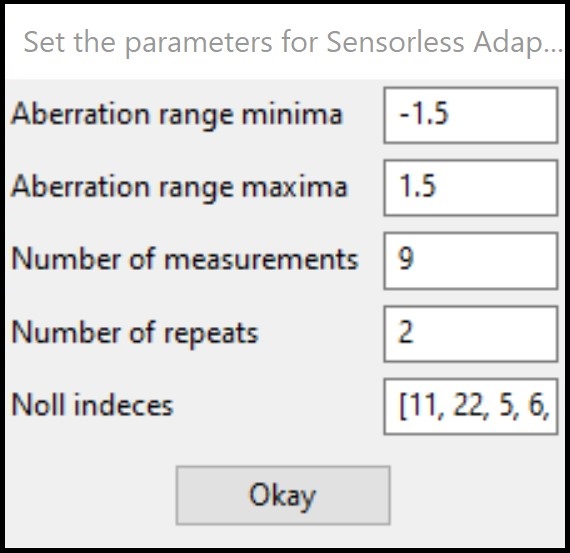 Set the parameters for Sensorless Adap...
Aberration range minima -1.5
Aberration range maxima 1.5
Number of measurements 9
Number of repeats 2
Noll indeces [11, 22, 5, 6,
Okay